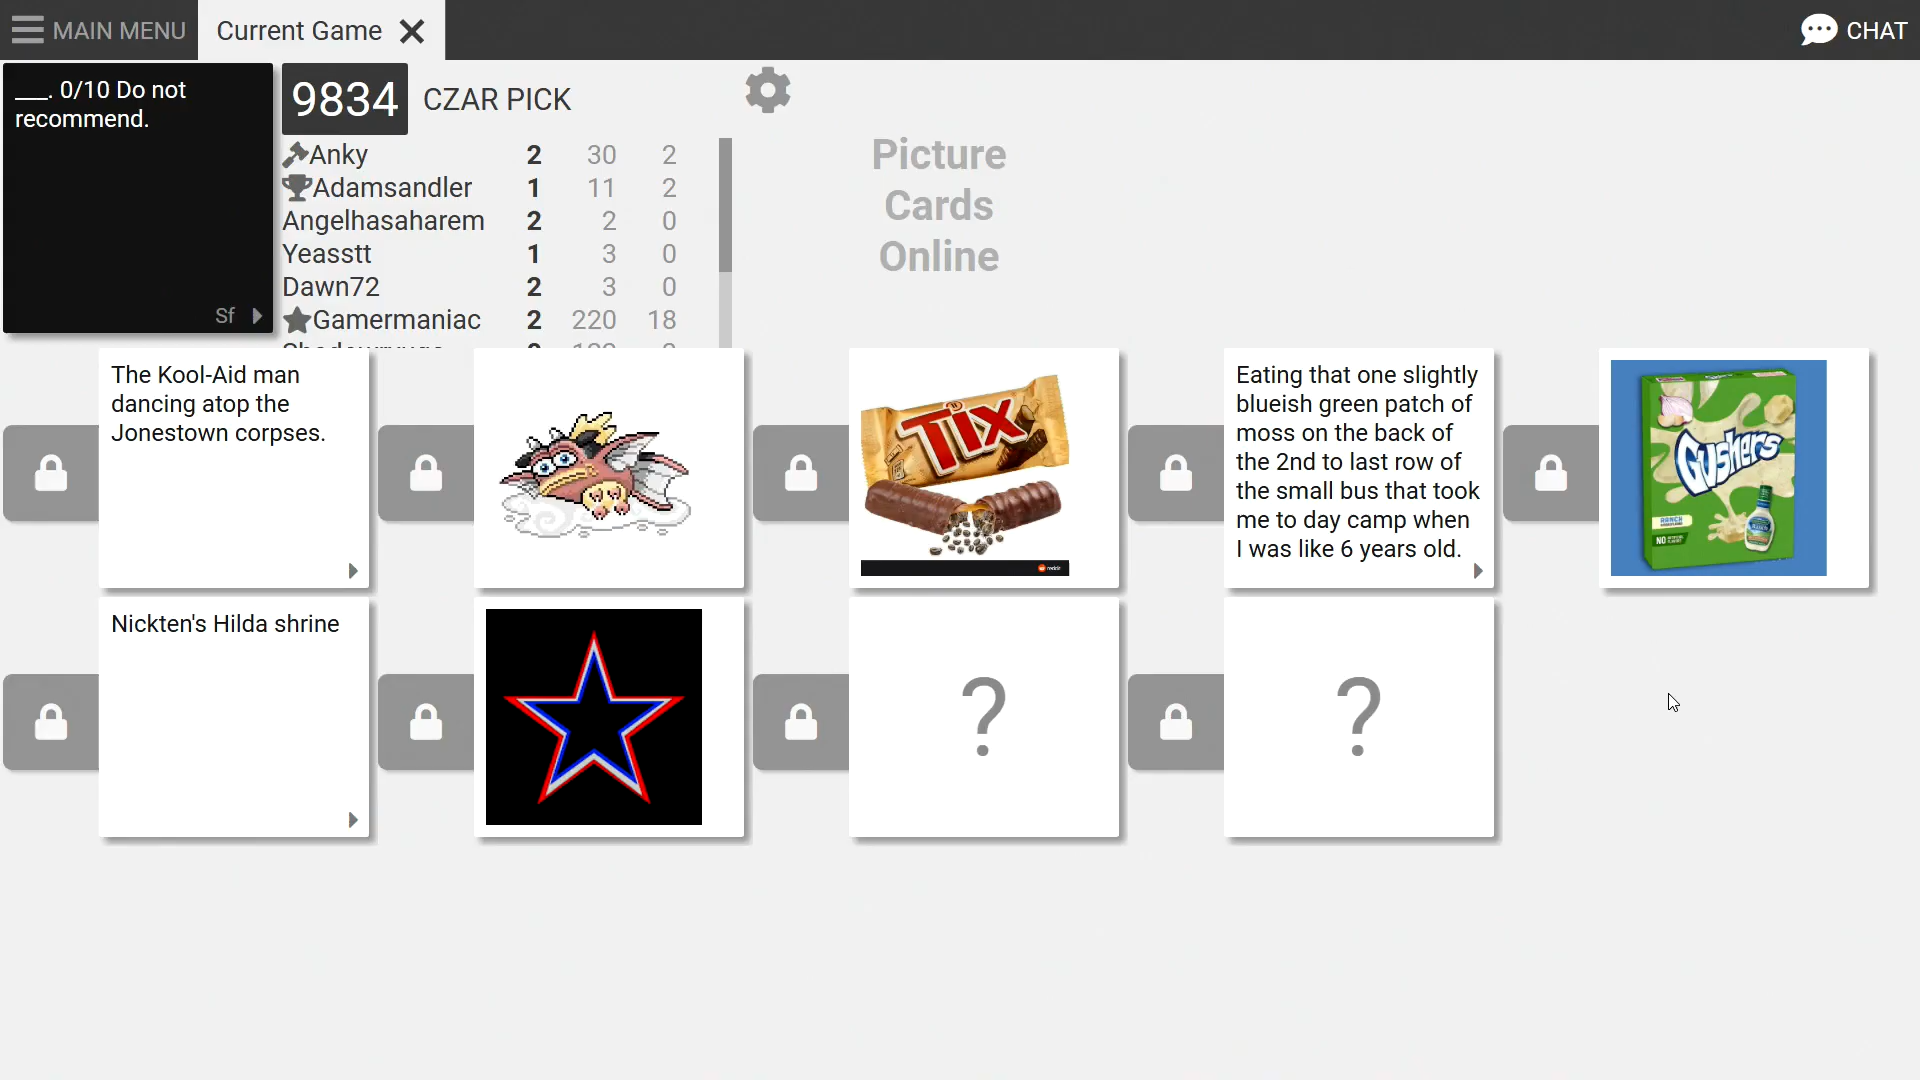 MAIN MENU
Current Game
CHAT
___. 0/10 Do not
recommend.
Sf
9834
CZAR PICK
Anky 2 30 2
Adamsandler 1 11 2
Angelhasaharem 2 2 0
Yeasstt 1 3 0
Dawn72 2 3 0
Gamermaniac 2 220 18
Picture
Cards
Online
The Kool-Aid man
dancing atop the
Jonestown corpses.
Tix
reddit
Eating that one slightly
blueish green patch of
moss on the back of
the 2nd to last row of
the small bus that took
me to day camp when
I was like 6 years old.
Gushers
RANCH
NO
Nickten's Hilda shrine
?
?